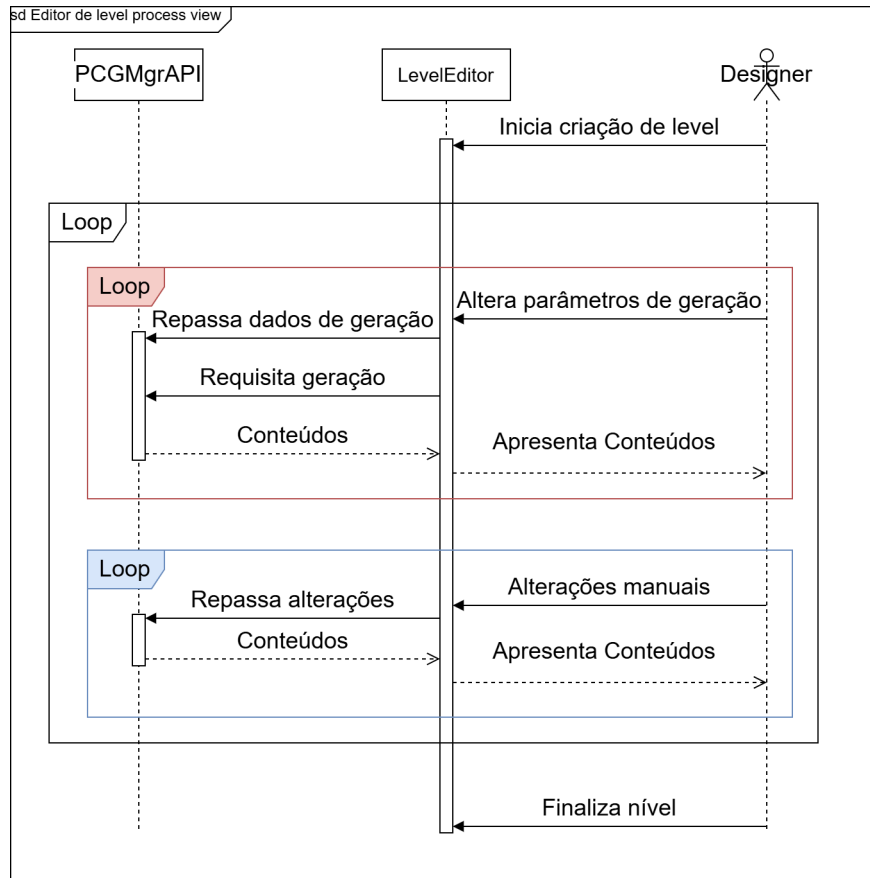 sd Editor de level process view
PCGMgrAPI
LevelEditor
Designer
Inicia criação de level
Loop
Loop
Altera parâmetros de geração
Repassa dados de geração
Requisita geração
Conteúdos
Apresenta Conteúdos
Loop
Alterações manuais
Repassa alterações
Conteúdos
Apresenta Conteúdos
Finaliza nível